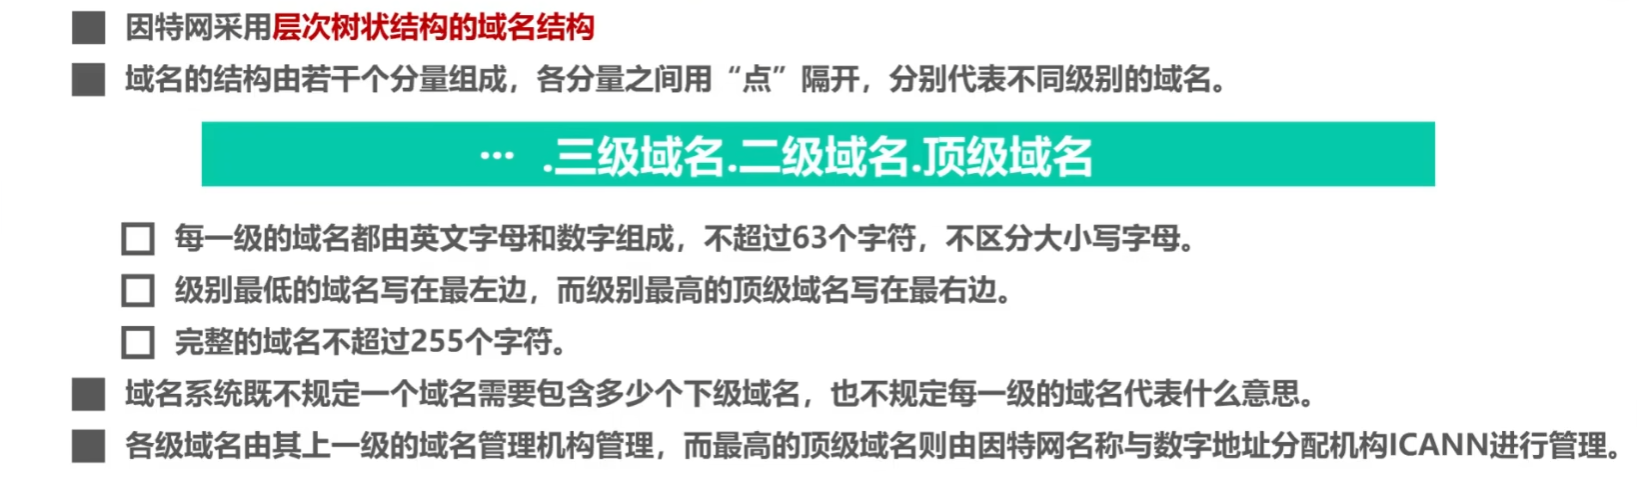 因特网采用层次树状结构的域名结构
域名的结构由若干个分量组成，各分量之间用“点”隔开，分别代表不同级别的域名。
… .三级域名.二级域名.顶级域名
每一级的域名都由英文字母和数字组成，不超过63个字符，不区分大小写字母。
级别最低的域名写在最左边，而级别最高的顶级域名写在最右边。
完整的域名不超过255个字符。
域名系统既不规定一个域名需要包含多少个下级域名，也不规定每一级的域名代表什么意思。
各级域名由其上一级的域名管理机构管理，而最高的顶级域名则由因特网名称与数字地址分配机构ICANN进行管理。